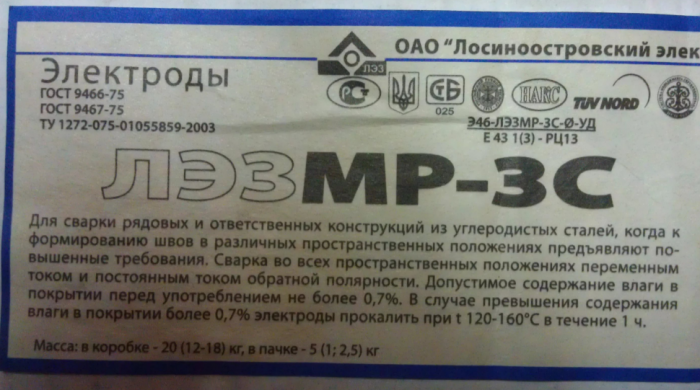 ОАО "Лосиноостровский элек
ЛЭЗ
Электроды
ГОСТ 9466-75
ГОСТ 9467-75
ТУ 1272-075-01055859-2003
РСТ
СТБ
025
НАКС
TUV NORD
Э46-ЛЭЗМР-3С-Ø-УД
Е 43 1(3) - РЦ13
ЛЭЗМР-3С
Для сварки рядовых и ответственных конструкций из углеродистых сталей, когда к
формированию швов в различных пространственных положениях предъявляют по-
вышенные требования. Сварка во всех пространственных положениях переменным
током и постоянным током обратной полярности. Допустимое содержание влаги в
покрытии перед употреблением не более 0,7%. В случае превышения содержания
влаги в покрытии более 0,7% электроды прокалить при t 120-160°С в течение 1 ч.
Масса: в коробке - 20 (12-18) кг, в пачке - 5 (1; 2,5) кг